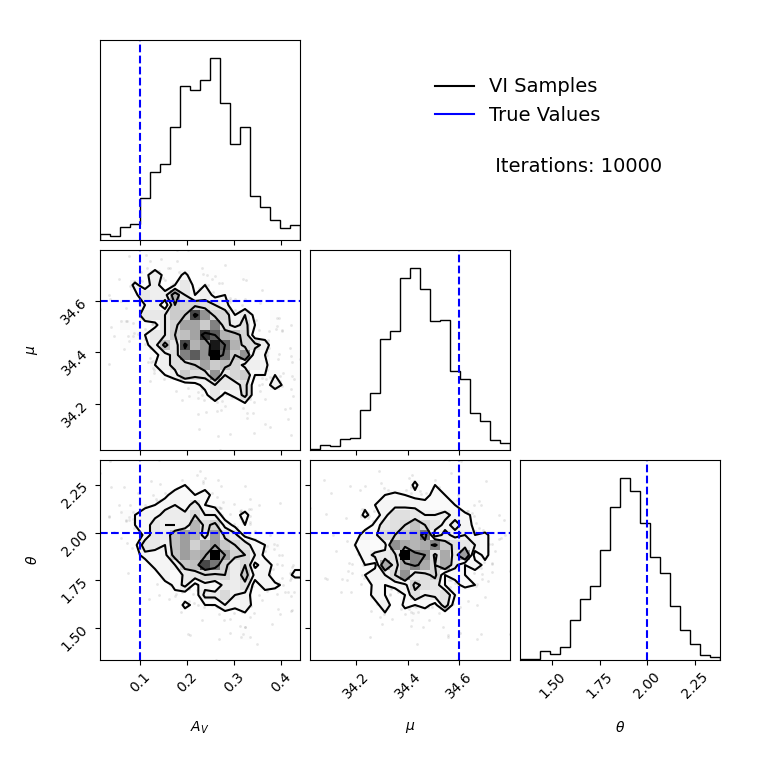 VI Samples
True Values
Iterations: 10000
μ
34.6
34.4
34.2
θ
2.25
2.00
1.75
1.50
0.1 0.2 0.3 0.4
34.2 34.4 34.6
1.50 1.75 2.00 2.25
A_V μ θ